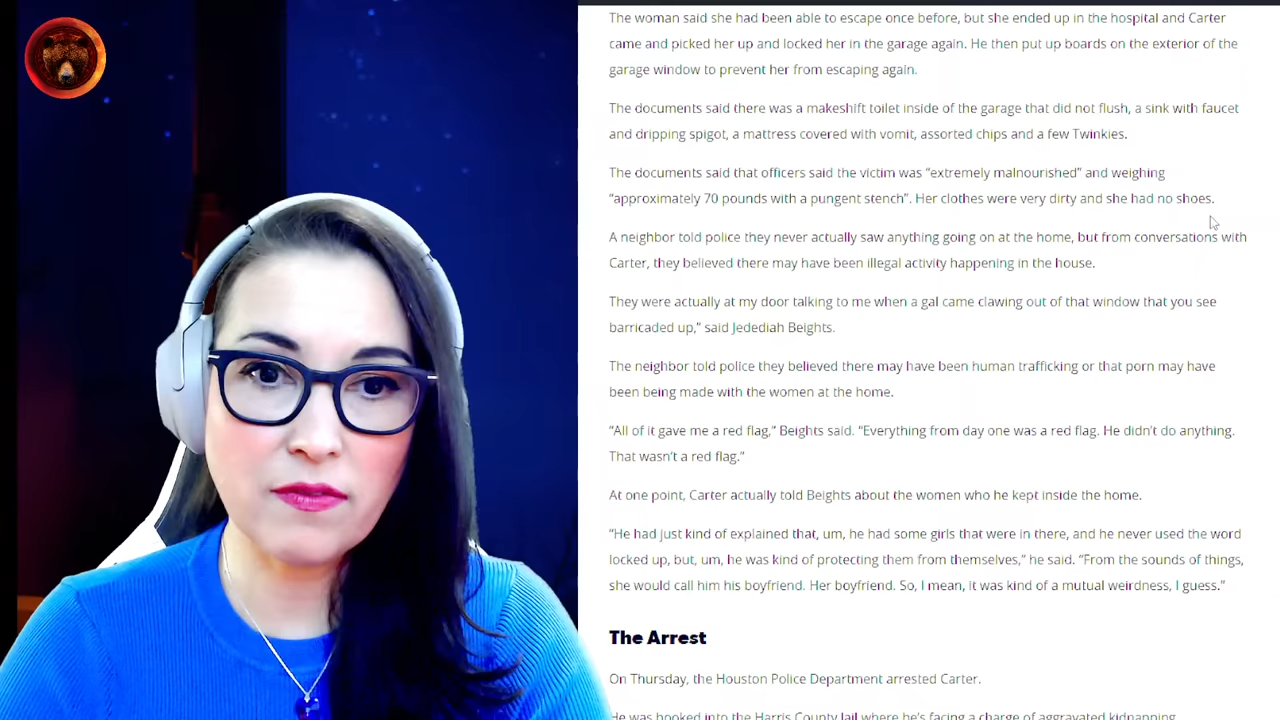 The woman said she had been able to escape once before, but she ended up in the hospital and Carter
came and picked her up and locked her in the garage again. He then put up boards on the exterior of the
garage window to prevent her from escaping again.
The documents said there was a makeshift toilet inside of the garage that did not flush, a sink with faucet
and dripping spigot, a mattress covered with vomit, assorted chips and a few Twinkies.
The documents said that officers said the victim was “extremely malnourished” and weighing
“approximately 70 pounds with a pungent stench”. Her clothes were very dirty and she had no shoes.
A neighbor told police they never actually saw anything going on at the home, but from conversations with
Carter, they believed there may have been illegal activity happening in the house.
They were actually at my door talking to me when a gal came clawing out of that window that you see
barricaded up,” said Jedediah Beights.
The neighbor told police they believed there may have been human trafficking or that porn may have
been being made with the women at the home.
“All of it gave me a red flag,” Beights said. “Everything from day one was a red flag. He didn’t do anything.
That wasn’t a red flag.”
At one point, Carter actually told Beights about the women who he kept inside the home.
“He had just kind of explained that, um, he had some girls that were in there, and he never used the word
locked up, but, um, he was kind of protecting them from themselves,” he said. “From the sounds of things,
she would call him his boyfriend. Her boyfriend. So, I mean, it was kind of a mutual weirdness, I guess.”
The Arrest
On Thursday, the Houston Police Department arrested Carter.
He was booked into the Harris County jail where he’s facing a charge of aggravated kidnapping